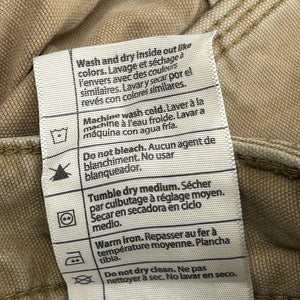 Wash and dry inside out like
colors. Lavage et séchage à
l'envers avec des couleurs
similaires. Lavar y secar por el
revés con colores similares.
Machine wash cold. Laver à la
machine à l'eau froide. Lavar a
máquina con agua fría.
Do not bleach. Aucun agent de
blanchiment. No usar
blanqueador.
Tumble dry medium. Sécher
par culbutage à réglage moyen.
Secar en secadora en ciclo
medio.
Warm iron. Repasser au fer à
température moyenne. Plancha
tibia.
Do not dry clean. Ne pas
nettoyer à sec. No lavar en seco.